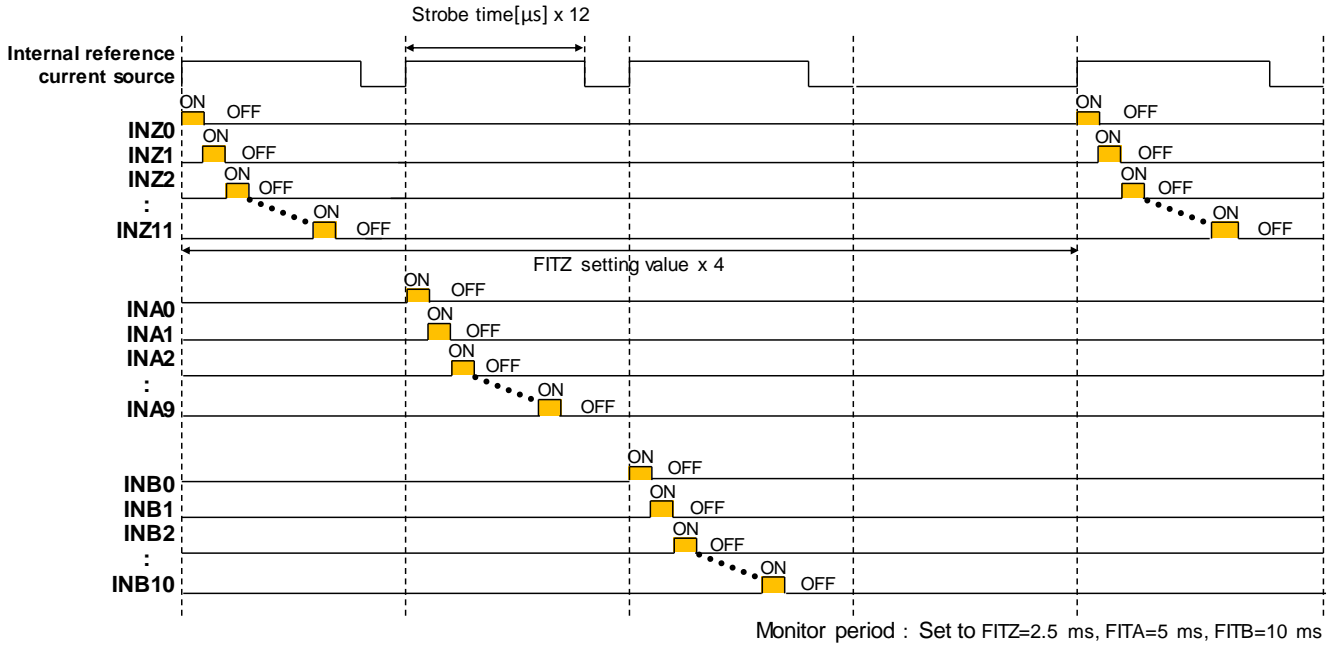 Strobe time[µs] x 12
Internal reference
current source
ON OFF ON OFF
INZ0
ON ON
INZ1 OFF OFF
ON ON
INZ2 OFF OFF
:
ON ON
INZ11 OFF OFF
FITZ setting value x 4
ON OFF
INA0
ON
INA1 OFF
ON
INA2 OFF
:
ON
INA9 OFF
ON OFF
INB0
ON
INB1 OFF
ON
INB2 OFF
:
ON
INB10 OFF
Monitor period : Set to FITZ=2.5 ms, FITA=5 ms, FITB=10 ms